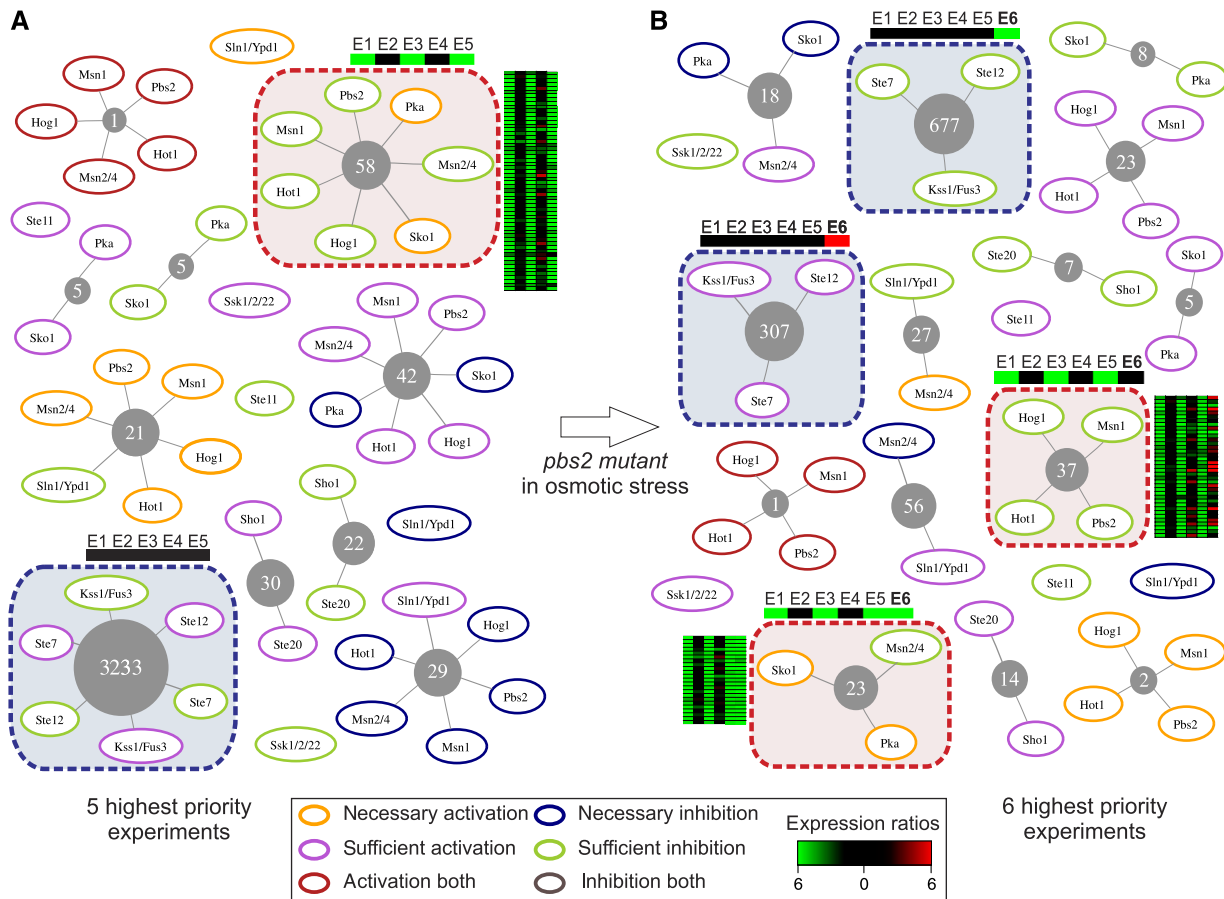 A
Sln1/Ypd1
E1 E2 E3 E4 E5
Msn1
Pbs2
Hog1
1
Hot1
Msn2/4
Pbs2
Pka
Msn1
58
Msn2/4
Hot1
Hog1
Sko1
Ste11
Pka
5
Sko1
Pka
5
Sko1
Ssk1/2/22
Msn1
Pbs2
Msn2/4
42
Sko1
Pka
Hot1
Hog1
Pbs2
Msn1
Msn2/4
21
Hog1
Sln1/Ypd1
Hot1
Ste11
Sho1
22
Ste20
Sln1/Ypd1
Sho1
30
Ste20
E1 E2 E3 E4 E5
Kss1/Fus3
Ste12
Ste7
3233
Ste7
Ste12
Kss1/Fus3
Sln1/Ypd1
Hog1
Hot1
29
Pbs2
Msn2/4
Msn1
Ssk1/2/22
5 highest priority
experiments
pbs2 mutant
in osmotic stress
B
Sko1
Pka
18
Msn2/4
Ssk1/2/22
E1 E2 E3 E4 E5 E6
Ste7
Ste12
677
Kss1/Fus3
Sko1
8
Pka
Hog1
Msn1
23
Hot1
Pbs2
E1 E2 E3 E4 E5 E6
Kss1/Fus3
Ste12
307
Ste7
Sln1/Ypd1
27
Msn2/4
Ste20
7
Sho1
Sko1
5
Pka
Ste11
E1 E2 E3 E4 E5 E6
Hog1
Msn1
37
Hot1
Pbs2
Hog1
Msn1
1
Hot1
Pbs2
Msn2/4
56
Sln1/Ypd1
Ssk1/2/22
E1 E2 E3 E4 E5 E6
Msn2/4
Sko1
23
Pka
Ste11
Sln1/Ypd1
Ste20
14
Sho1
Hog1
Msn1
2
Hot1
Pbs2
6 highest priority
experiments
Necessary activation
Necessary inhibition
Sufficient activation
Sufficient inhibition
Activation both
Inhibition both
Expression ratios
6 0 6